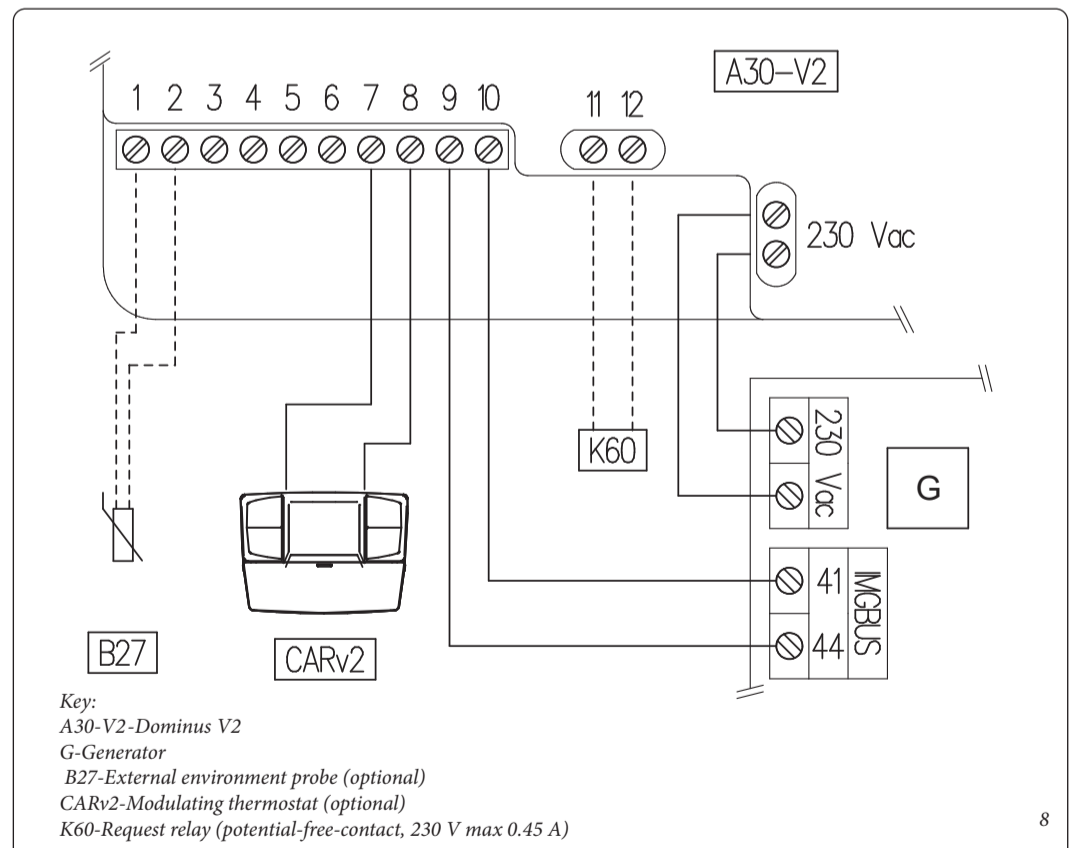 A30-V2
1 2 3 4 5 6 7 8 9 10 11 12
230 Vac
K60
230 Vac
G
41
44
IMGBUS
B27
CARv2
Key:
A30-V2-Dominus V2
G-Generator
B27-External environment probe (optional)
CARv2-Modulating thermostat (optional)
K60-Request relay (potential-free-contact, 230 V max 0.45 A)
8